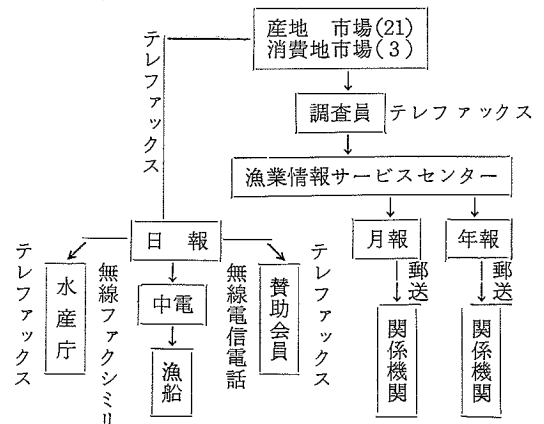 産地 市場(21)
消費地市場(3)
テレファックス
調査員
テレファックス
漁業情報サービスセンター
日報
月報
年報
テレファックス
水産庁
無線ファクシミリ
中電
漁船
無線電信電話
賛助会員
テレファックス
郵送
関係機関
郵送
関係機関